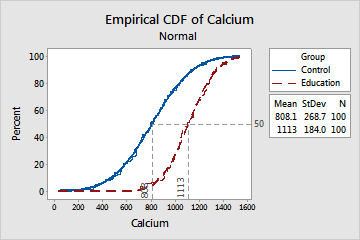 Empirical CDF of Calcium
Normal
Percent
100
80
60
40
20
0
50
808
1113
0 200 400 600 800 1000 1200 1400 1600
Calcium
Group
Control
Education
Mean StDev N
808.1 268.7 100
1113 184.0 100